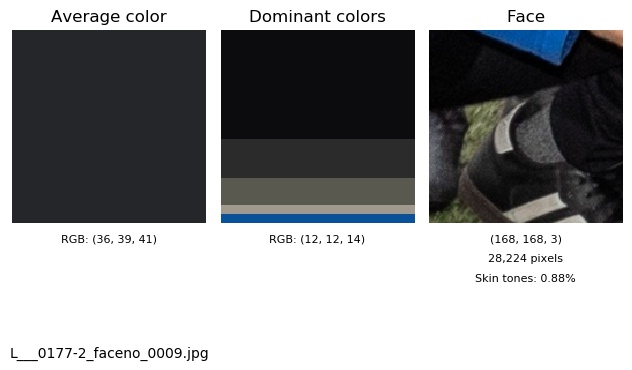 Average color
Dominant colors
Face
RGB: (36, 39, 41)
RGB: (12, 12, 14)
(168, 168, 3)
28,224 pixels
Skin tones: 0.88%
L___0177-2_faceno_0009.jpg